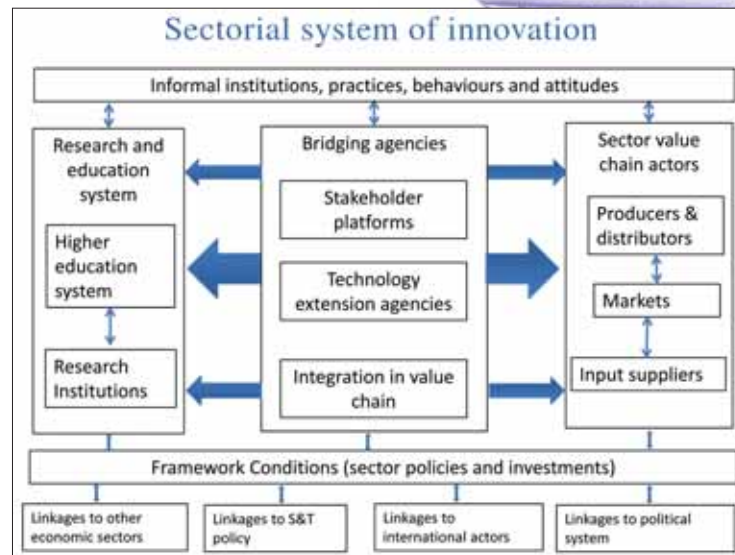 Sectorial system of innovation
Informal institutions, practices, behaviours and attitudes
Research and
education
system
Higher
education
system
Research
Institutions
Bridging agencies
Stakeholder
platforms
Technology
extension agencies
Integration in value
chain
Sector value
chain actors
Producers &
distributors
Markets
Input suppliers
Framework Conditions (sector policies and investments)
Linkages to other
economic sectors
Linkages to S&T
policy
Linkages to
international actors
Linkages to political
system